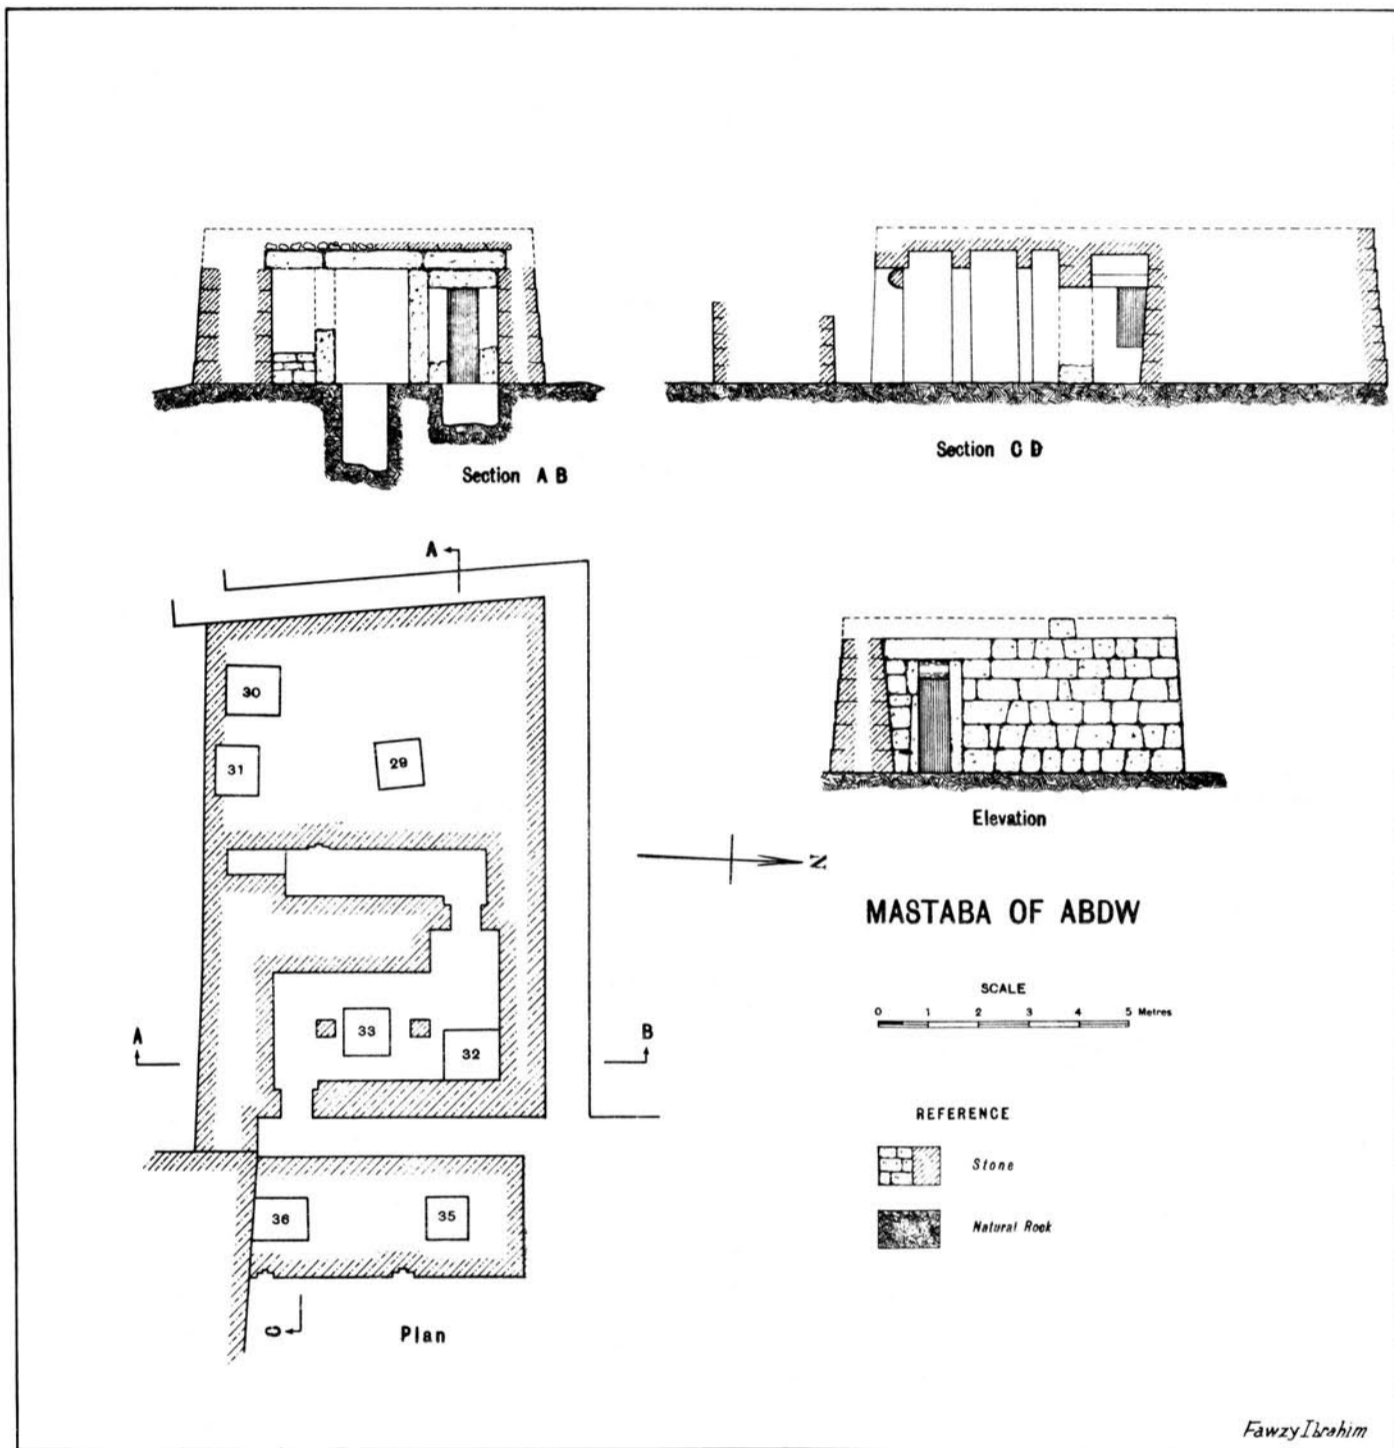 Section A B
Section C D
A
30
31
29
Elevation
N
MASTABA OF ABDW
SCALE
0 1 2 3 4 5 Metres
33
32
A
B
REFERENCE
Stone
Natural Rock
36
35
C
Plan
Fawzy Ibrahim